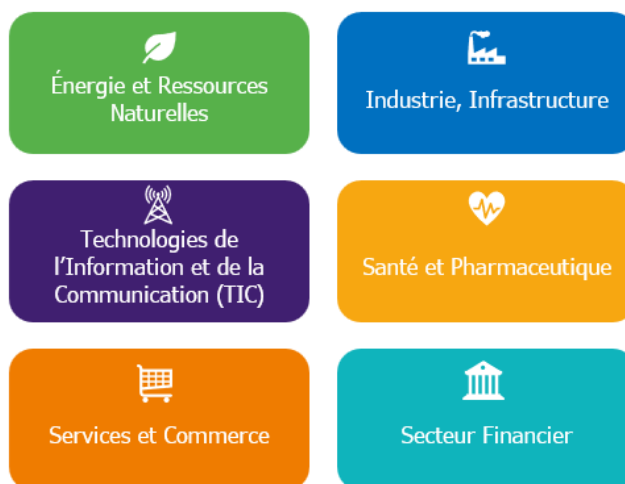 Énergie et Ressources
Naturelles
Industrie, Infrastructure
Technologies de
l'Information et de la
Communication (TIC)
Santé et Pharmaceutique
Services et Commerce
Secteur Financier